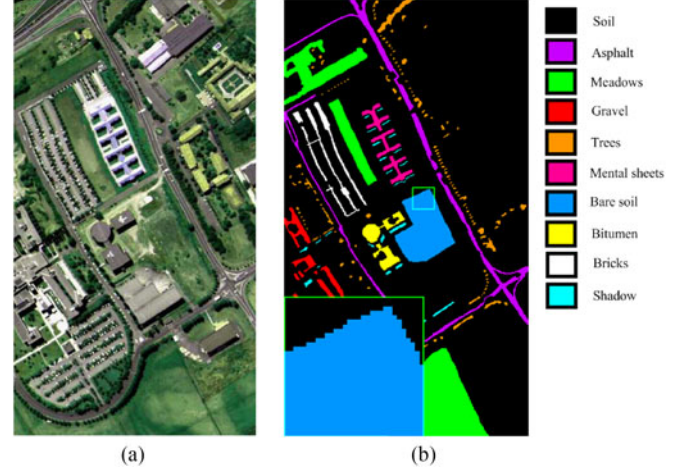 Soil
Asphalt
Meadows
Gravel
Trees
Mental sheets
Bare soil
Bitumen
Bricks
Shadow
(a)
(b)